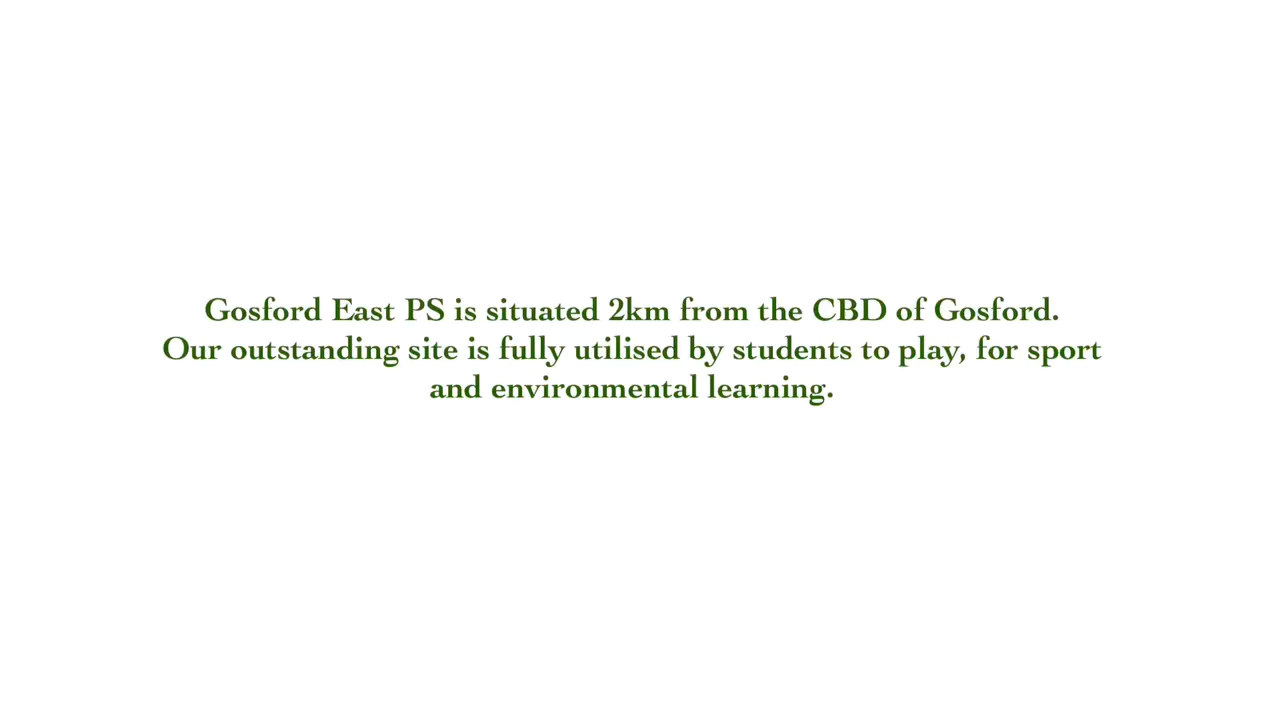 Gosford East PS is situated 2km from the CBD of Gosford.
Our outstanding site is fully utilised by students to play, for sport
and environmental learning.